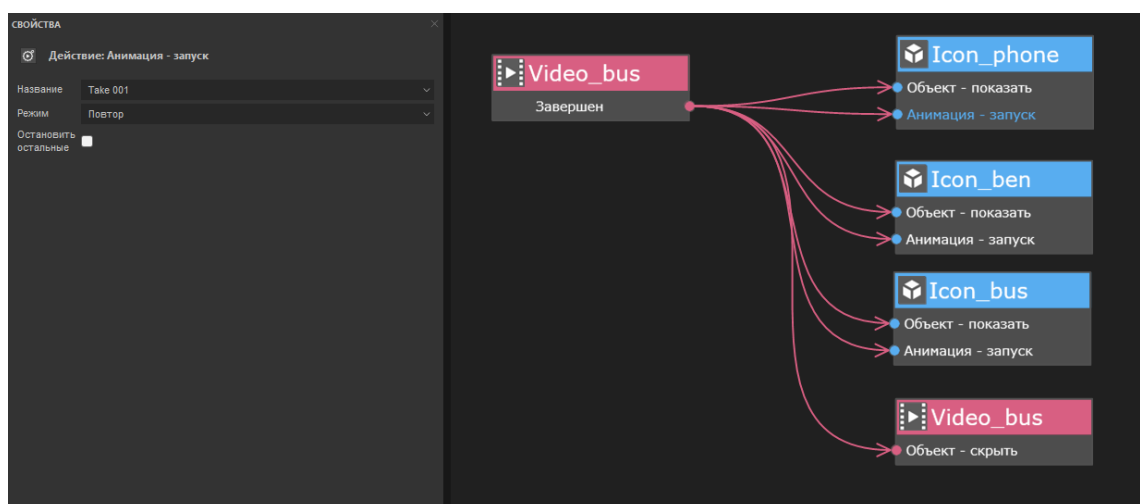 СВОЙСТВА
Действие: Анимация - запуск
Название Take 001
Режим Повтор
Остановить
остальные
Video_bus
Завершен
Icon_phone
Объект - показать
Анимация - запуск
Icon_ben
Объект - показать
Анимация - запуск
Icon_bus
Объект - показать
Анимация - запуск
Video_bus
Объект - скрыть